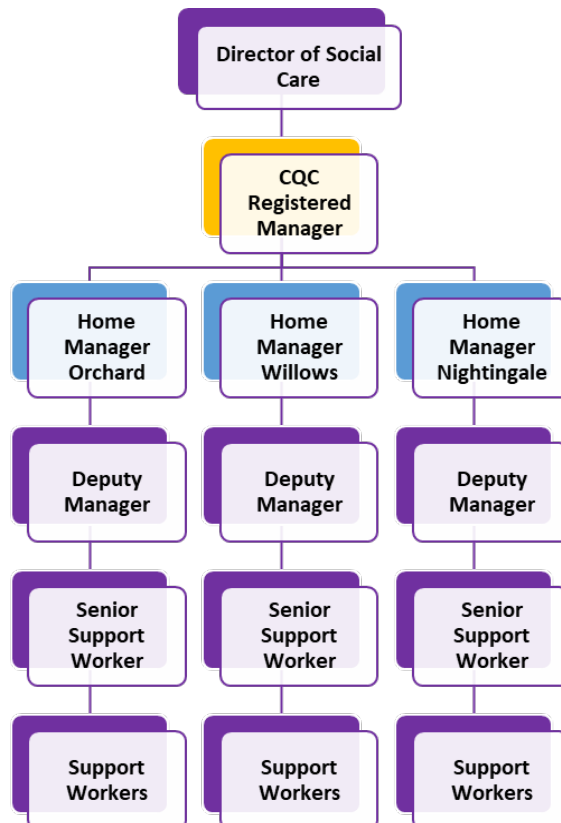 Director of Social
Care
CQC
Registered
Manager
Home
Manager
Orchard
Home
Manager
Willows
Home
Manager
Nightingale
Deputy
Manager
Deputy
Manager
Deputy
Manager
Senior
Support
Worker
Senior
Support
Worker
Senior
Support
Worker
Support
Workers
Support
Workers
Support
Workers